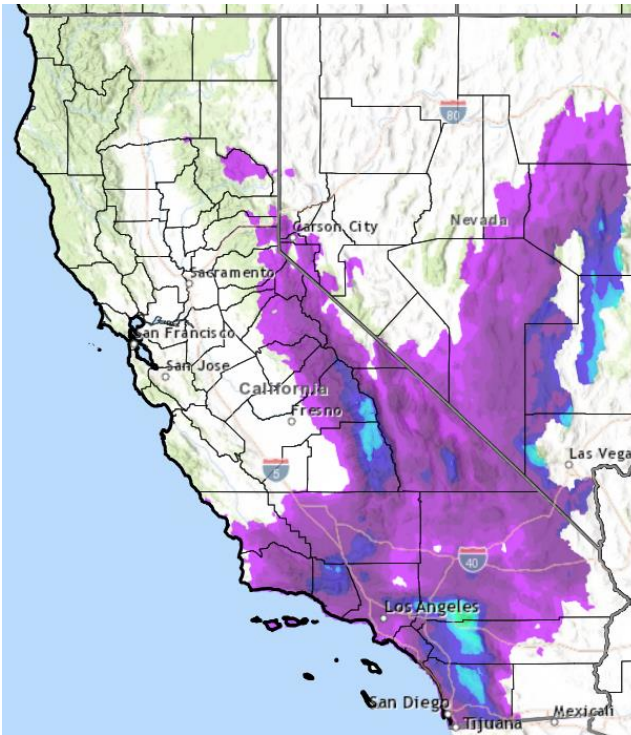 80
Nevada
Carson City
Sacramento
San Francisco
San Jose
California
Fresno
5
Las Vega
40
Los Angeles
San Diego
Tijuana
Mexicali